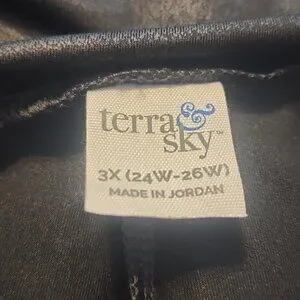 terra &
sky™
3X (24W-26W)
MADE IN JORDAN